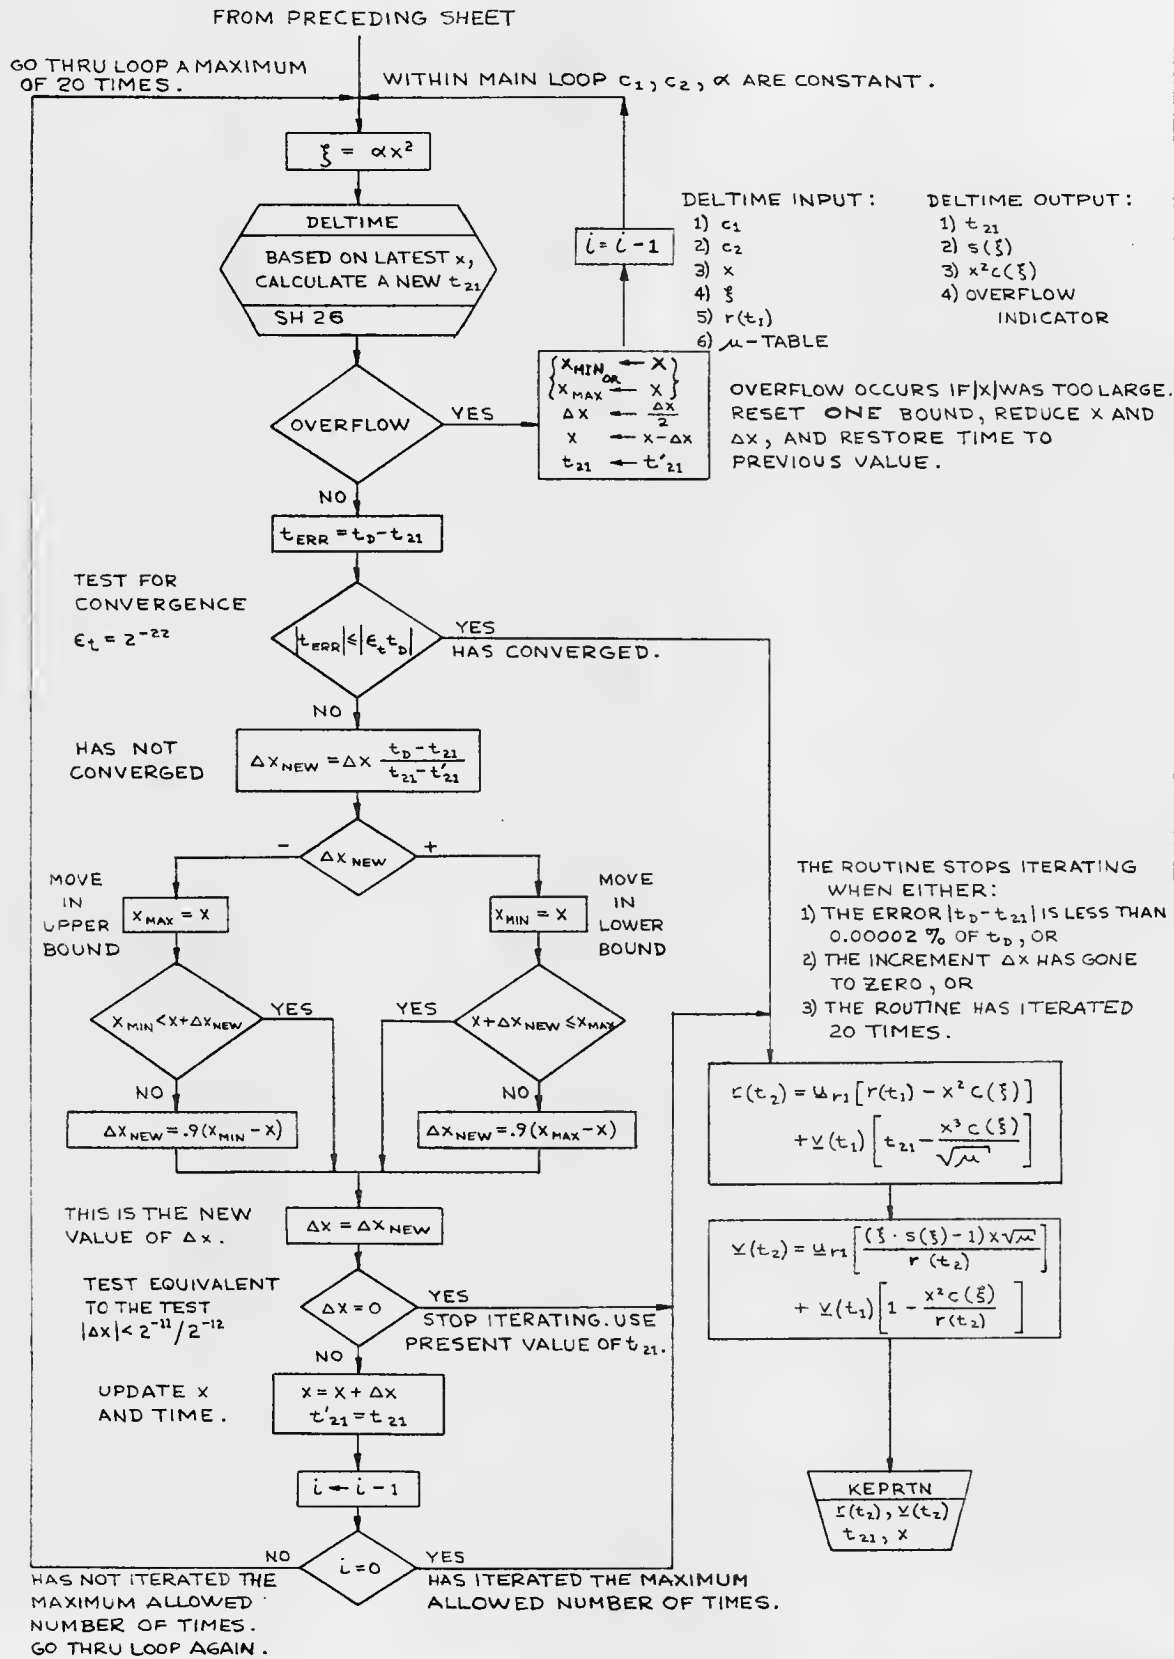 FROM PRECEDING SHEET
GO THRU LOOP A MAXIMUM
OF 20 TIMES.
WITHIN MAIN LOOP c₁, c₂, α ARE CONSTANT.
ξ = αx²
DELTIME
BASED ON LATEST x,
CALCULATE A NEW t₂₁
SH 26
i = i - 1
DELTIME INPUT:
1) c₁
2) c₂
3) x
4) ξ
5) r(t₁)
6) μ-TABLE
DELTIME OUTPUT:
1) t₂₁
2) s(ξ)
3) x²c(ξ)
4) OVERFLOW
INDICATOR
OVERFLOW
YES
NO
{x_MIN ← x}
OR
{x_MAX ← x}
Δx ← Δx/2
x ← x-Δx
t₂₁ ← t'₂₁
OVERFLOW OCCURS IF |x| WAS TOO LARGE.
RESET ONE BOUND, REDUCE x AND
Δx, AND RESTORE TIME TO
PREVIOUS VALUE.
t_ERR = t_D - t₂₁
TEST FOR
CONVERGENCE
ε_t = 2⁻²²
|t_ERR| ≤ |ε_t t_D|
YES
HAS CONVERGED.
NO
HAS NOT
CONVERGED
Δx_NEW = Δx (t_D - t₂₁)/(t₂₁ - t'₂₁)
Δx_NEW
-
+
MOVE
IN
UPPER
BOUND
x_MAX = x
x_MIN = x
MOVE
IN
LOWER
BOUND
x_MIN < x + Δx_NEW
YES
NO
x + Δx_NEW ≤ x_MAX
YES
NO
Δx_NEW = .9(x_MIN - x)
Δx_NEW = .9(x_MAX - x)
THE ROUTINE STOPS ITERATING
WHEN EITHER:
1) THE ERROR |t_D - t₂₁| IS LESS THAN
0.00002 % OF t_D, OR
2) THE INCREMENT Δx HAS GONE
TO ZERO, OR
3) THE ROUTINE HAS ITERATED
20 TIMES.
r(t₂) = u_r1 [r(t₁) - x² c(ξ)]
+ v(t₁) [t₂₁ - x³ c(ξ)/√μ]
v(t₂) = u_r1 [(ξ · s(ξ) - 1) x√μ / r(t₂)]
+ v(t₁) [1 - x² c(ξ)/r(t₂)]
THIS IS THE NEW
VALUE OF Δx.
Δx = Δx_NEW
TEST EQUIVALENT
TO THE TEST
|Δx| < 2⁻¹¹/2⁻¹²
Δx = 0
YES
STOP ITERATING. USE
PRESENT VALUE OF t₂₁.
NO
UPDATE x
AND TIME.
x = x + Δx
t'₂₁ = t₂₁
i ← i - 1
i = 0
NO
HAS NOT ITERATED THE
MAXIMUM ALLOWED
NUMBER OF TIMES.
GO THRU LOOP AGAIN.
YES
HAS ITERATED THE MAXIMUM
ALLOWED NUMBER OF TIMES.
KEPRTN
r(t₂), v(t₂)
t₂₁, x